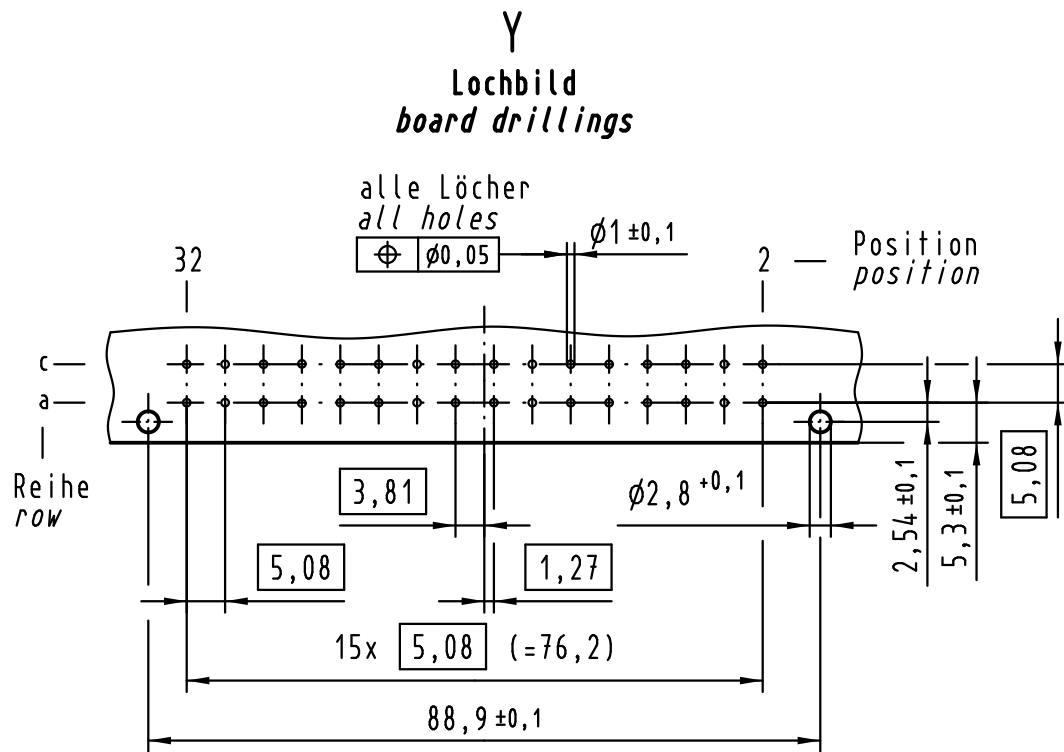 Y
Lochbild
board drillings
alle Löcher
all holes
⌖ ø0,05
ø1 ±0,1
32
2
Position
position
c
a
Reihe
row
3,81
ø2,8 +0,1
2,54 ±0,1
5,3 ±0,1
5,08
5,08
1,27
15x 5,08 (=76,2)
88,9 ±0,1